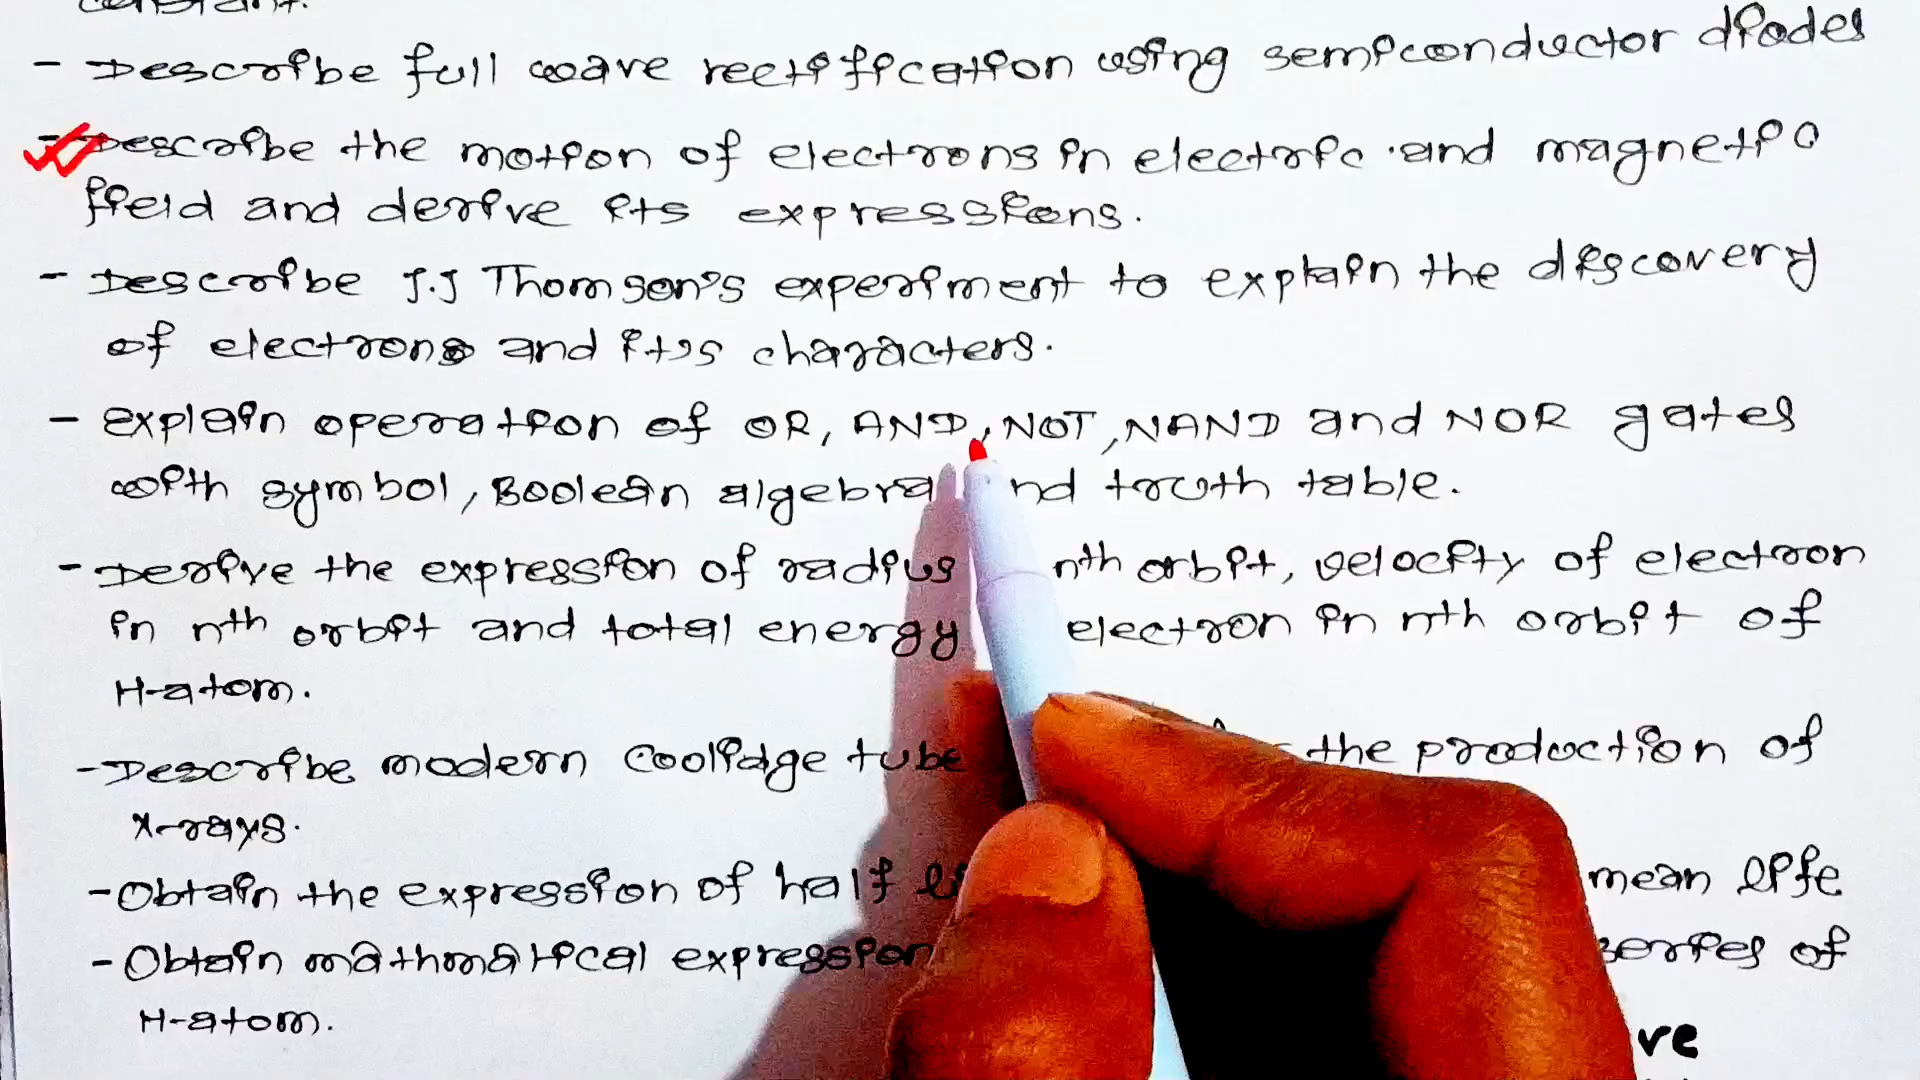 constant.
- Describe full wave rectification using semiconductor diodes
- Describe the motion of electrons in electric and magnetic
field and derive its expressions.
- Describe J.J Thomson's experiment to explain the discovery
of electrons and its characters.
- explain operation of OR, AND, NOT, NAND and NOR gates
with symbol, Boolean algebra and truth table.
- Derive the expression of radius nth orbit, velocity of electron
in nth orbit and total energy electron in nth orbit of
H-atom.
- Describe modern Coolidge tube the production of
X-rays.
- Obtain the expression of half mean life
- Obtain mathmatical expression series of
H-atom.
ve